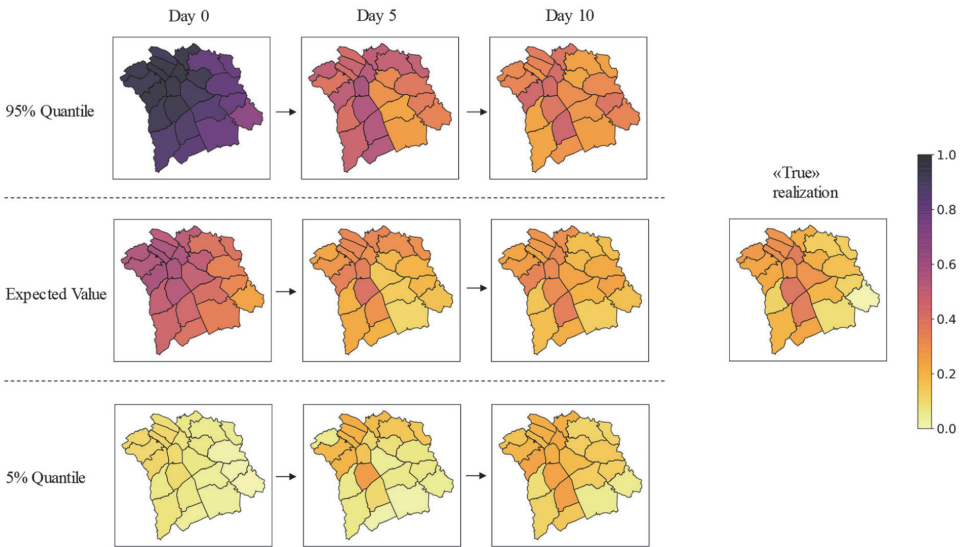 Day 0
Day 5
Day 10
95% Quantile
«True»
realization
1.0
0.8
0.6
0.4
0.2
0.0
Expected Value
5% Quantile